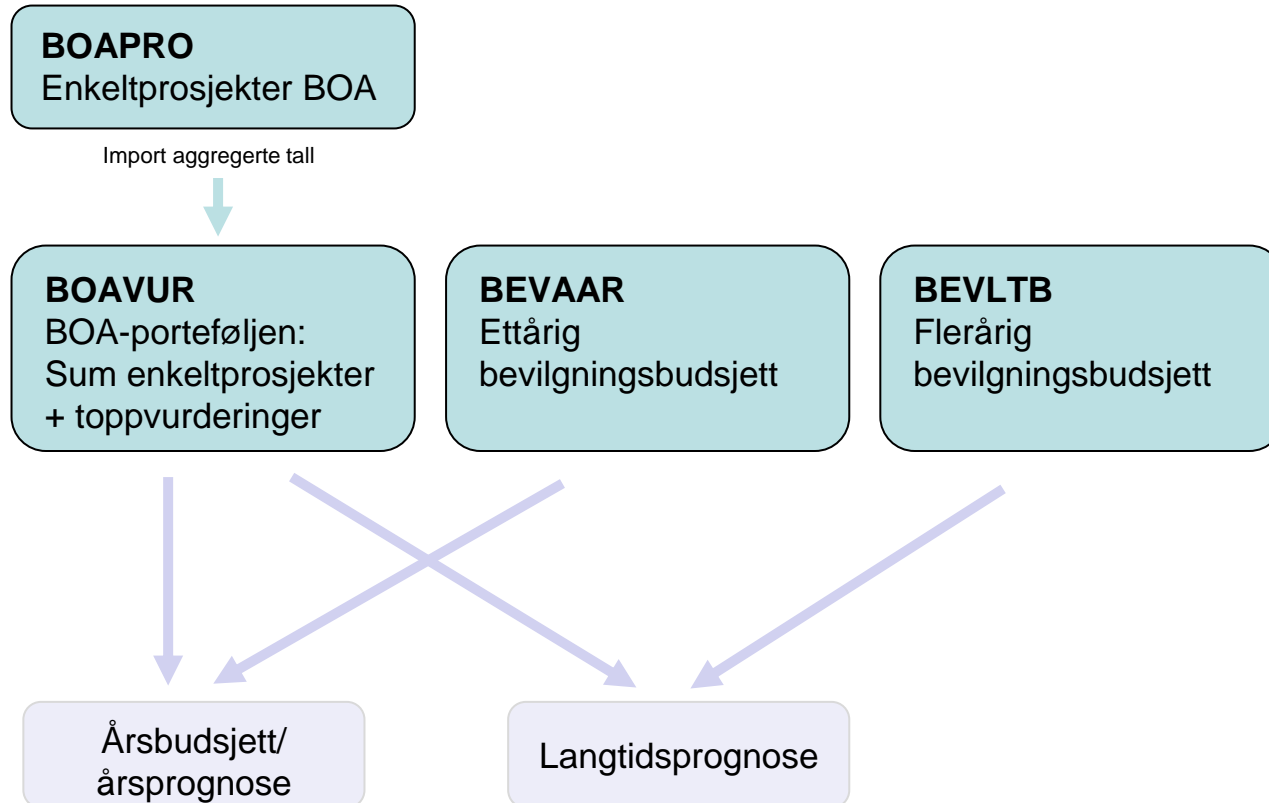 BOAPRO
Enkeltprosjekter BOA
Import aggregerte tall
BOAVUR
BOA-porteføljen:
Sum enkeltprosjekter
+ toppvurderinger
BEVAAR
Ettårig
bevilgningsbudsjett
BEVLTB
Flerårig
bevilgningsbudsjett
Årsbudsjett/
årsprognose
Langtidsprognose